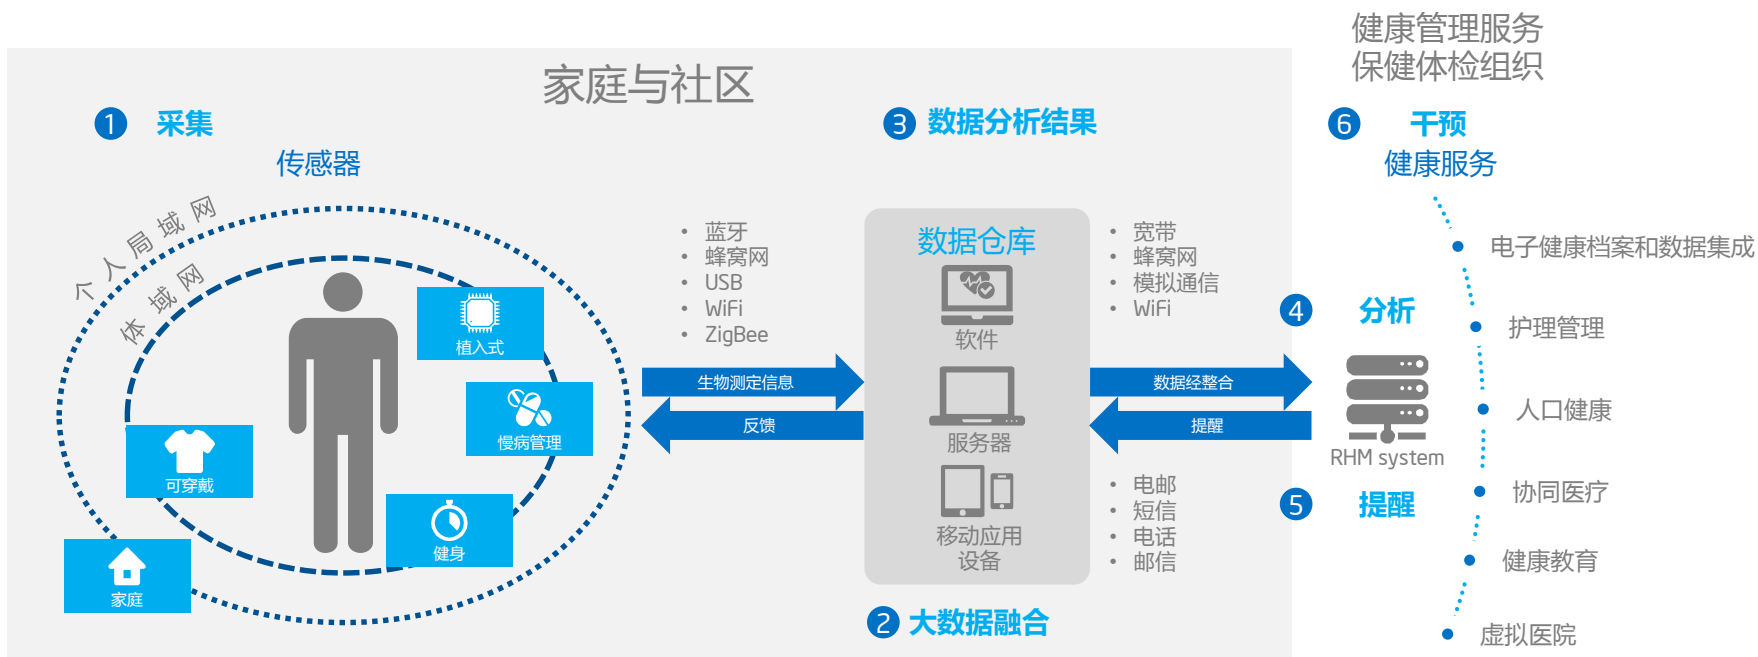 健康管理服务
保健体检组织
家庭与社区
1 采集
传感器
个人局域网
体域网
植入式
慢病管理
可穿戴
健身
家庭
• 蓝牙
• 蜂窝网
• USB
• WiFi
• ZigBee
生物测定信息
反馈
3 数据分析结果
数据仓库
软件
服务器
移动应用
设备
2 大数据融合
• 宽带
• 蜂窝网
• 模拟通信
• WiFi
数据经整合
提醒
• 电邮
• 短信
• 电话
• 邮信
4 分析
RHM system
5 提醒
6 干预
健康服务
电子健康档案和数据集成
护理管理
人口健康
协同医疗
健康教育
虚拟医院